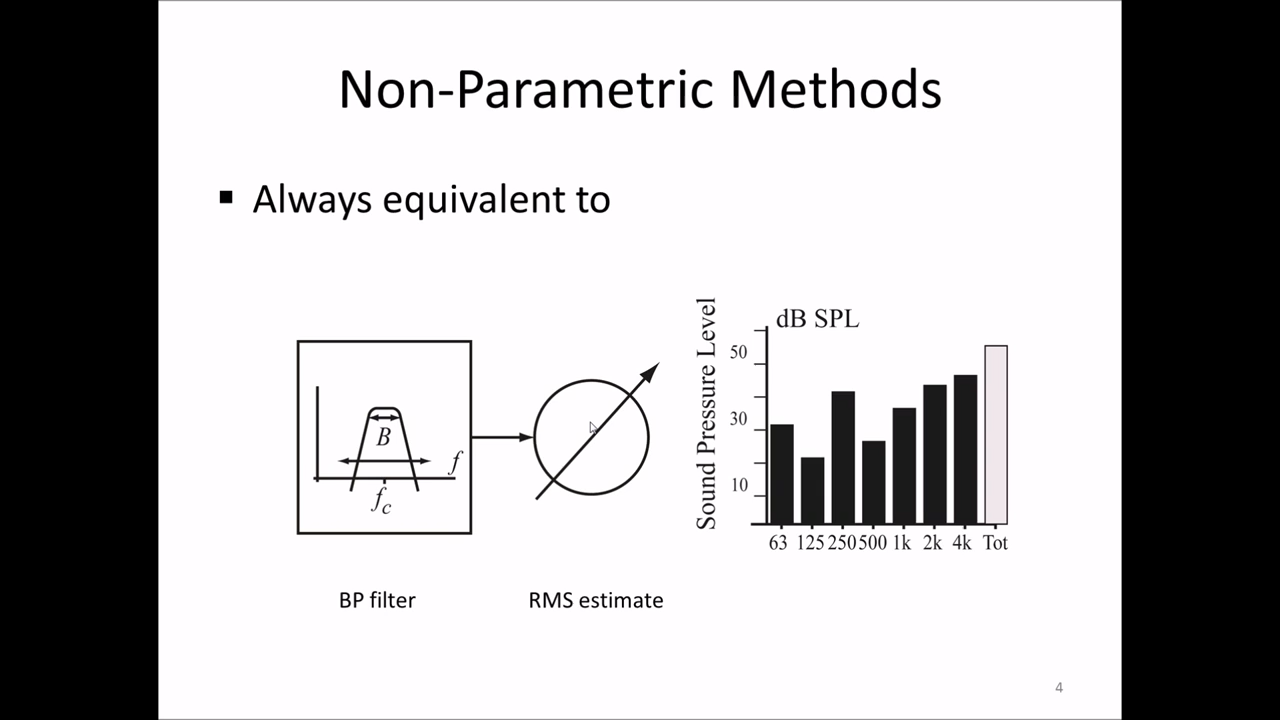 Non-Parametric Methods
▪ Always equivalent to
B
f
fc
BP filter
RMS estimate
Sound Pressure Level
dB SPL
50
30
10
63 125 250 500 1k 2k 4k Tot
4